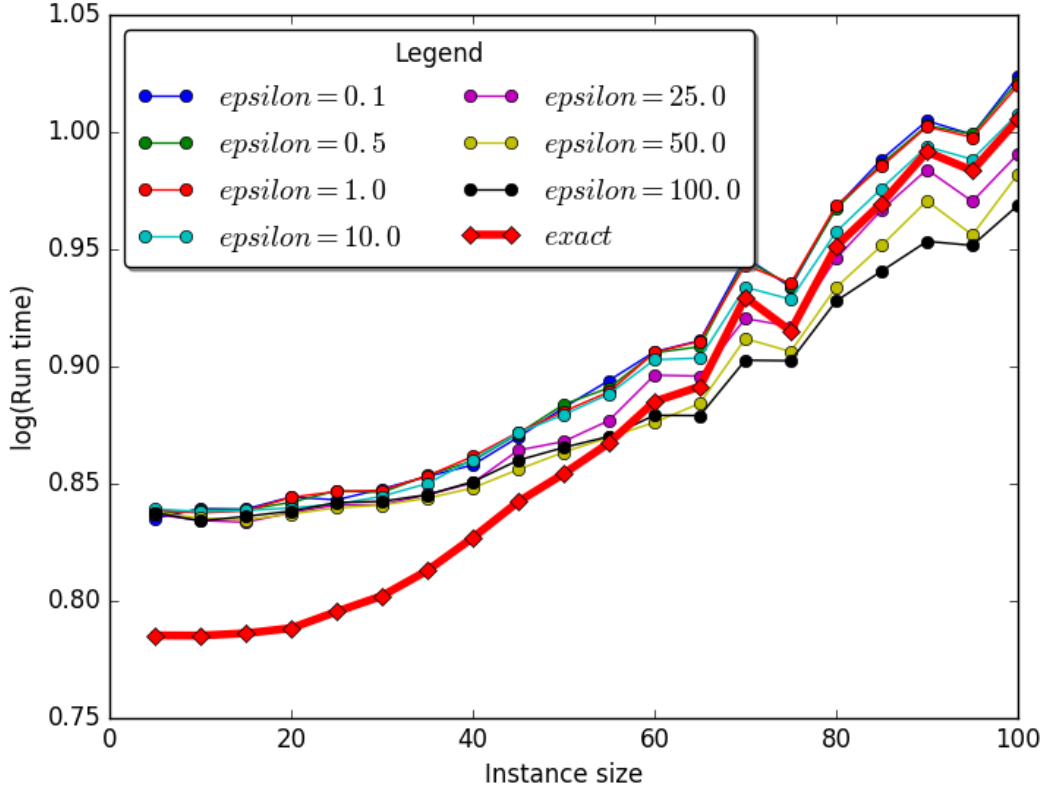 1.05
1.00
0.95
0.90
0.85
0.80
0.75
log(Run time)
Legend
epsilon = 0.1
epsilon = 0.5
epsilon = 1.0
epsilon = 10.0
epsilon = 25.0
epsilon = 50.0
epsilon = 100.0
exact
0 20 40 60 80 100
Instance size